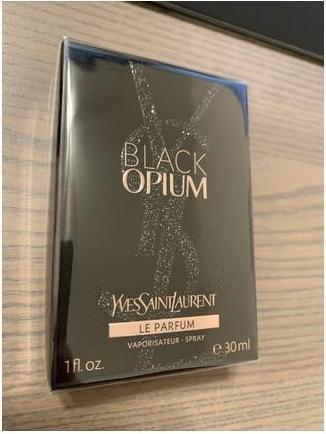 BLACK
OPIUM
YVESSAINTLAURENT
LE PARFUM
VAPORISATEUR - SPRAY
1 fl. oz. ℮ 30 ml